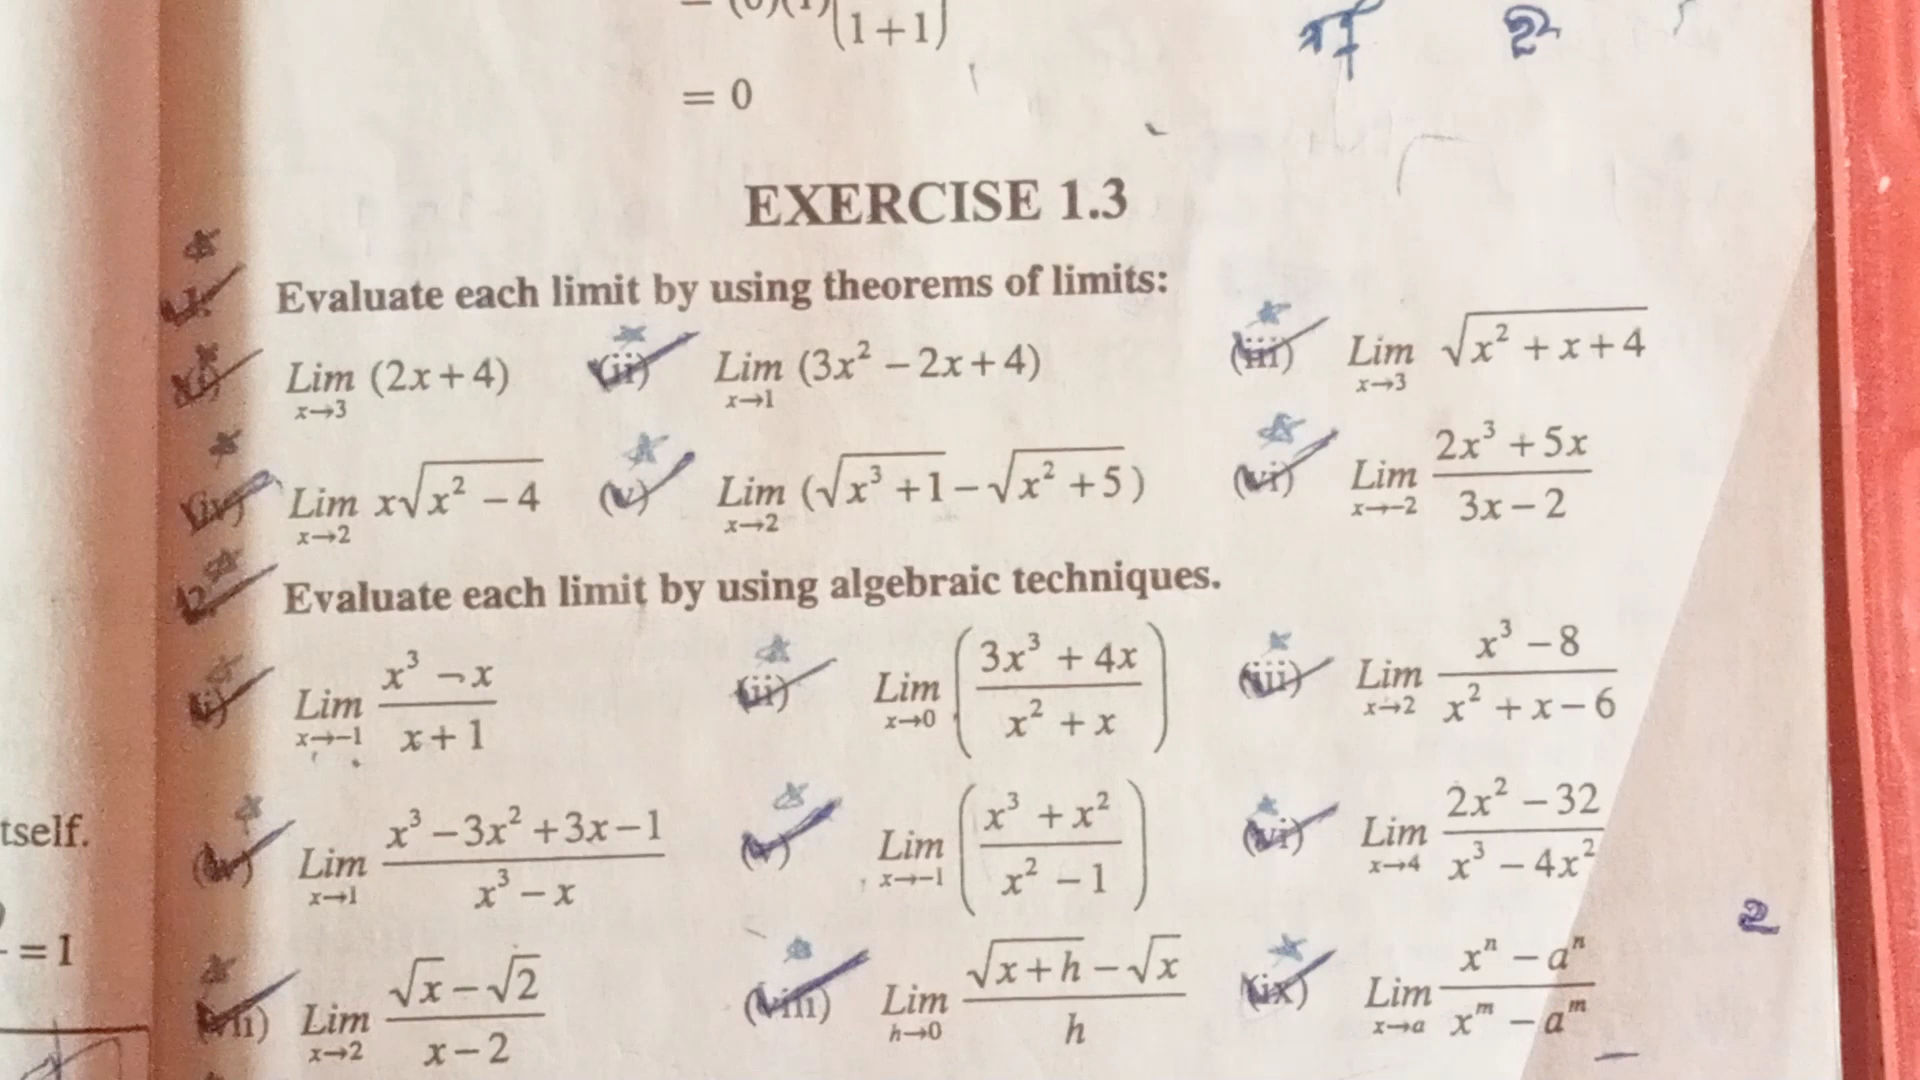 = (0)(1)(1+1)
= 0
EXERCISE 1.3
1. Evaluate each limit by using theorems of limits:
(i) Lim x→3 (2x+4) (ii) Lim x→1 (3x² – 2x+4) (iii) Lim x→3 √(x² + x+4)
(iv) Lim x→2 x√(x² – 4) (v) Lim x→2 (√(x³ +1) – √(x² +5)) (vi) Lim x→–2 (2x³ +5x)/(3x – 2)
2. Evaluate each limit by using algebraic techniques.
(i) Lim x→–1 (x³ – x)/(x+1) (ii) Lim x→0 ((3x³ + 4x)/(x² + x)) (iii) Lim x→2 (x³ – 8)/(x² + x – 6)
(iv) Lim x→1 (x³ – 3x² +3x – 1)/(x³ – x) (v) Lim x→–1 ((x³ + x²)/(x² – 1)) (vi) Lim x→4 (2x² – 32)/(x³ – 4x²)
(vii) Lim x→2 (√x – √2)/(x – 2) (viii) Lim h→0 (√(x+h) – √x)/h (ix) Lim x→a (xⁿ – aⁿ)/(xᵐ – aᵐ)
tself.
= 1
2
2